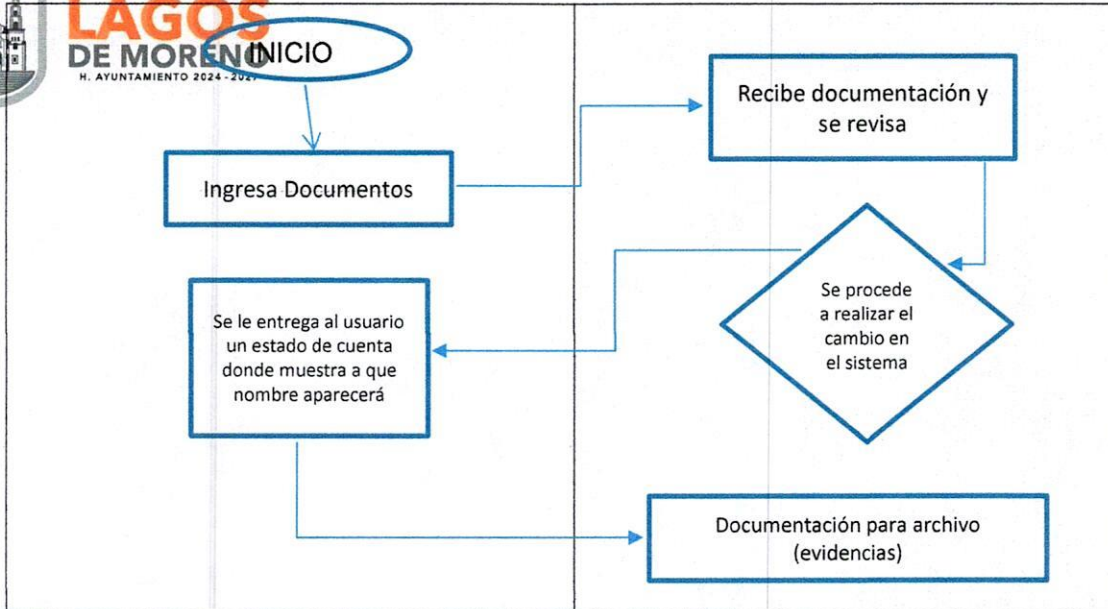 LAGOS
DE MORENO
H. AYUNTAMIENTO 2024 - 2027
INICIO
Ingresa Documentos
Recibe documentación y
se revisa
Se procede
a realizar el
cambio en
el sistema
Se le entrega al usuario
un estado de cuenta
donde muestra a que
nombre aparecerá
Documentación para archivo
(evidencias)